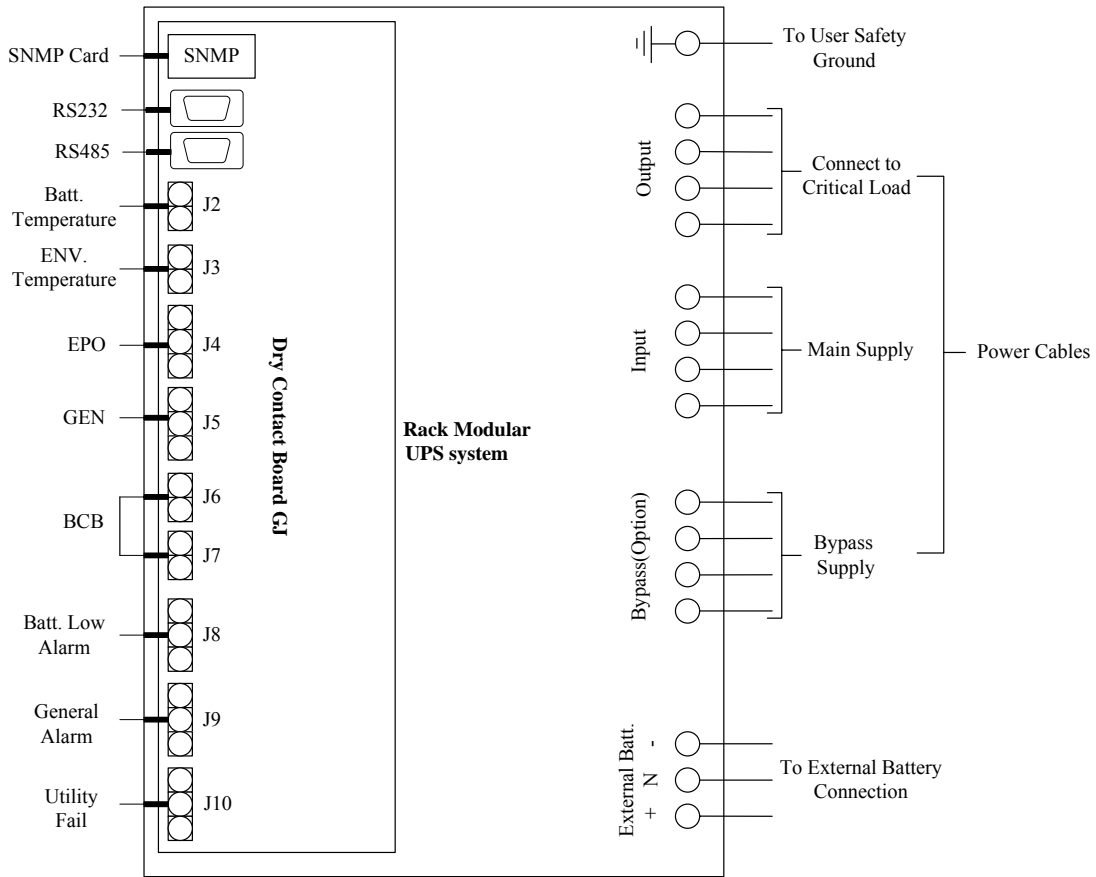 SNMP Card
SNMP
RS232
RS485
Batt.
Temperature
J2
ENV.
Temperature
J3
EPO
J4
GEN
J5
BCB
J6
J7
Batt. Low
Alarm
J8
General
Alarm
J9
Utility
Fail
J10
Dry Contact Board GJ
Rack Modular
UPS system
To User Safety
Ground
Output
Connect to
Critical Load
Input
Main Supply
Power Cables
Bypass(Option)
Bypass
Supply
External Batt.
-
N
+
To External Battery
Connection